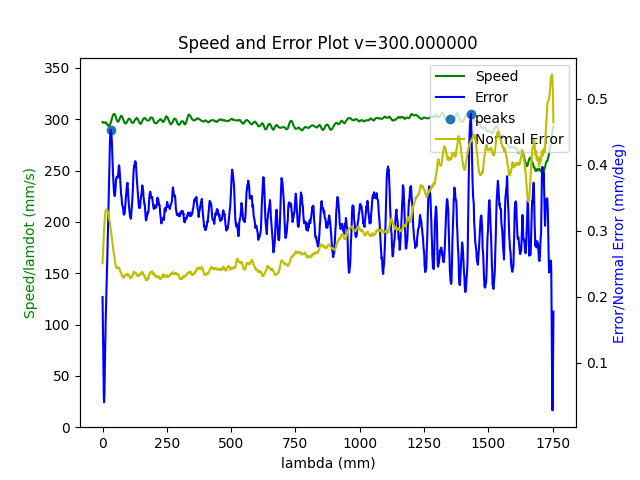 Speed and Error Plot v=300.000000
350
300
250
200
150
100
50
0
Speed/lamdot (mm/s)
0.5
0.4
0.3
0.2
0.1
Error/Normal Error (mm/deg)
Speed
Error
peaks
Normal Error
0 250 500 750 1000 1250 1500 1750
lambda (mm)